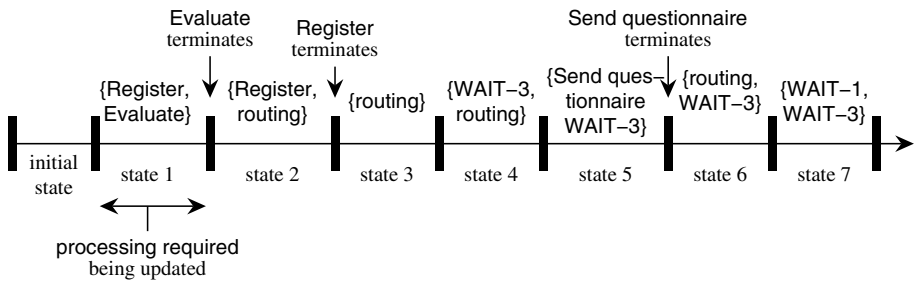 Evaluate
terminates
Register
terminates
Send questionnaire
terminates
{Register,
Evaluate}
{Register,
routing}
{routing}
{WAIT−3,
routing}
{Send ques−
tionnaire
WAIT−3}
{routing,
WAIT−3}
{WAIT−1,
WAIT−3}
initial
state
state 1
state 2
state 3
state 4
state 5
state 6
state 7
processing required
being updated